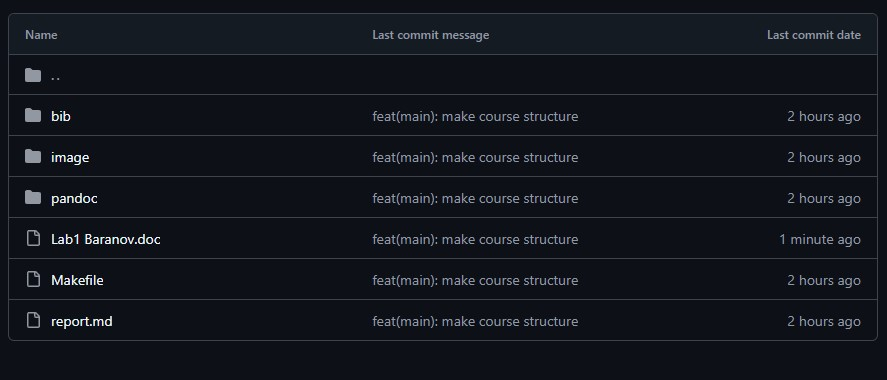 Name Last commit message Last commit date
..
bib feat(main): make course structure 2 hours ago
image feat(main): make course structure 2 hours ago
pandoc feat(main): make course structure 2 hours ago
Lab1 Baranov.doc feat(main): make course structure 1 minute ago
Makefile feat(main): make course structure 2 hours ago
report.md feat(main): make course structure 2 hours ago